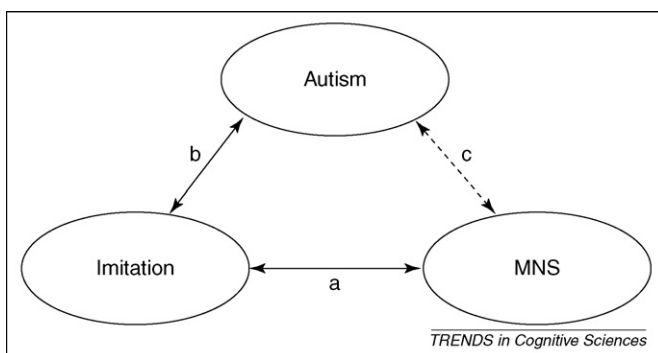 Autism
b
c
Imitation
MNS
a
TRENDS in Cognitive Sciences